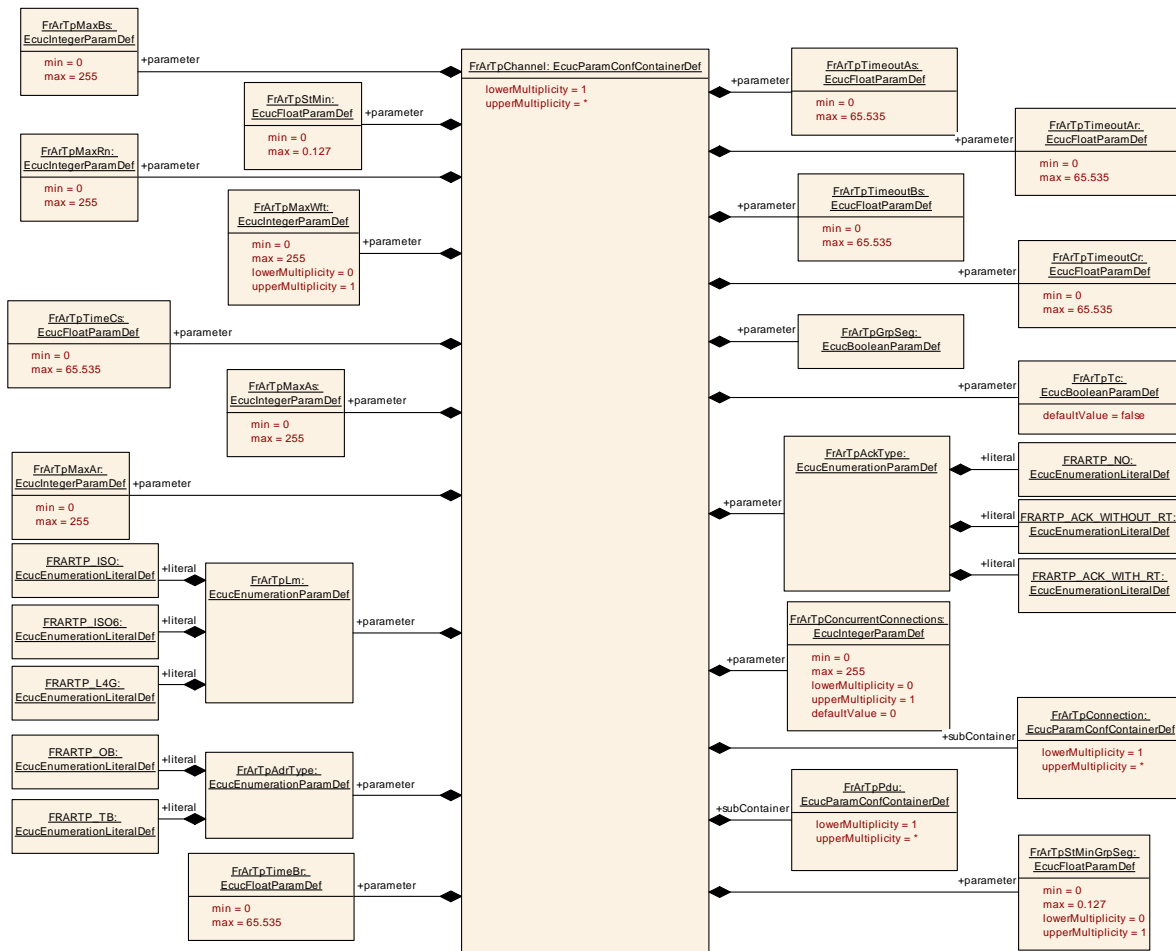 FrArTpMaxBs:
EcucIntegerParamDef
min = 0
max = 255
+parameter
FrArTpChannel: EcucParamConfContainerDef
lowerMultiplicity = 1
upperMultiplicity = *
FrArTpStMin:
EcucFloatParamDef
min = 0
max = 0.127
+parameter
FrArTpMaxRn:
EcucIntegerParamDef
min = 0
max = 255
+parameter
FrArTpMaxWft:
EcucIntegerParamDef
min = 0
max = 255
lowerMultiplicity = 0
upperMultiplicity = 1
+parameter
FrArTpTimeCs:
EcucFloatParamDef
min = 0
max = 65.535
+parameter
FrArTpMaxAs:
EcucIntegerParamDef
min = 0
max = 255
+parameter
FrArTpMaxAr:
EcucIntegerParamDef
min = 0
max = 255
+parameter
FRARTP_ISO:
EcucEnumerationLiteralDef
+literal
FRARTP_ISO6:
EcucEnumerationLiteralDef
+literal
FRARTP_L4G:
EcucEnumerationLiteralDef
+literal
FrArTpLm:
EcucEnumerationParamDef
+parameter
FRARTP_OB:
EcucEnumerationLiteralDef
+literal
FRARTP_TB:
EcucEnumerationLiteralDef
+literal
FrArTpAdrType:
EcucEnumerationParamDef
+parameter
FrArTpTimeBr:
EcucFloatParamDef
min = 0
max = 65.535
+parameter
+parameter
FrArTpTimeoutAs:
EcucFloatParamDef
min = 0
max = 65.535
+parameter
FrArTpTimeoutAr:
EcucFloatParamDef
min = 0
max = 65.535
+parameter
FrArTpTimeoutBs:
EcucFloatParamDef
min = 0
max = 65.535
+parameter
FrArTpTimeoutCr:
EcucFloatParamDef
min = 0
max = 65.535
+parameter
FrArTpGrpSeg:
EcucBooleanParamDef
+parameter
FrArTpTc:
EcucBooleanParamDef
defaultValue = false
+parameter
FrArTpAckType:
EcucEnumerationParamDef
+literal
FRARTP_NO:
EcucEnumerationLiteralDef
+literal
FRARTP_ACK_WITHOUT_RT:
EcucEnumerationLiteralDef
+literal
FRARTP_ACK_WITH_RT:
EcucEnumerationLiteralDef
+parameter
FrArTpConcurrentConnections:
EcucIntegerParamDef
min = 0
max = 255
lowerMultiplicity = 0
upperMultiplicity = 1
defaultValue = 0
+subContainer
FrArTpConnection:
EcucParamConfContainerDef
lowerMultiplicity = 1
upperMultiplicity = *
+subContainer
FrArTpPdu:
EcucParamConfContainerDef
lowerMultiplicity = 1
upperMultiplicity = *
+parameter
FrArTpStMinGrpSeg:
EcucFloatParamDef
min = 0
max = 0.127
lowerMultiplicity = 0
upperMultiplicity = 1